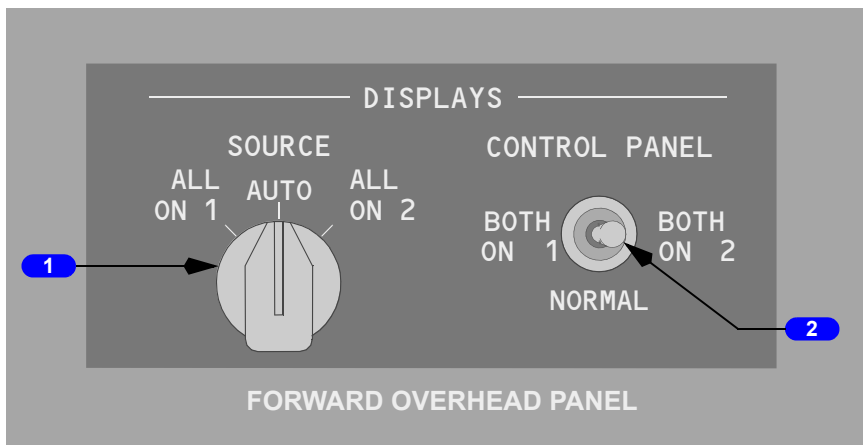 DISPLAYS
SOURCE
ALL ON 1
AUTO
ALL ON 2
CONTROL PANEL
BOTH ON 1
BOTH ON 2
NORMAL
1
2
FORWARD OVERHEAD PANEL